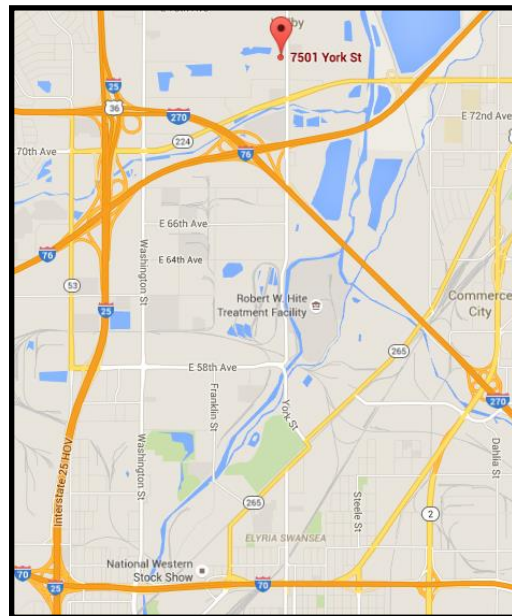 7501 York St
25
36
270
E 72nd Ave
70th Ave
224
76
E 66th Ave
Washington St
E 64th Ave
76
53
Robert W. Hite
Treatment Facility
Commerce
City
25
265
E 58th Ave
Franklin St
York St
270
Interstate 25 HOV
Washington St
Dahlia St
265
Steele St
2
ELYRIA SWANSEA
National Western
Stock Show
70
25
70